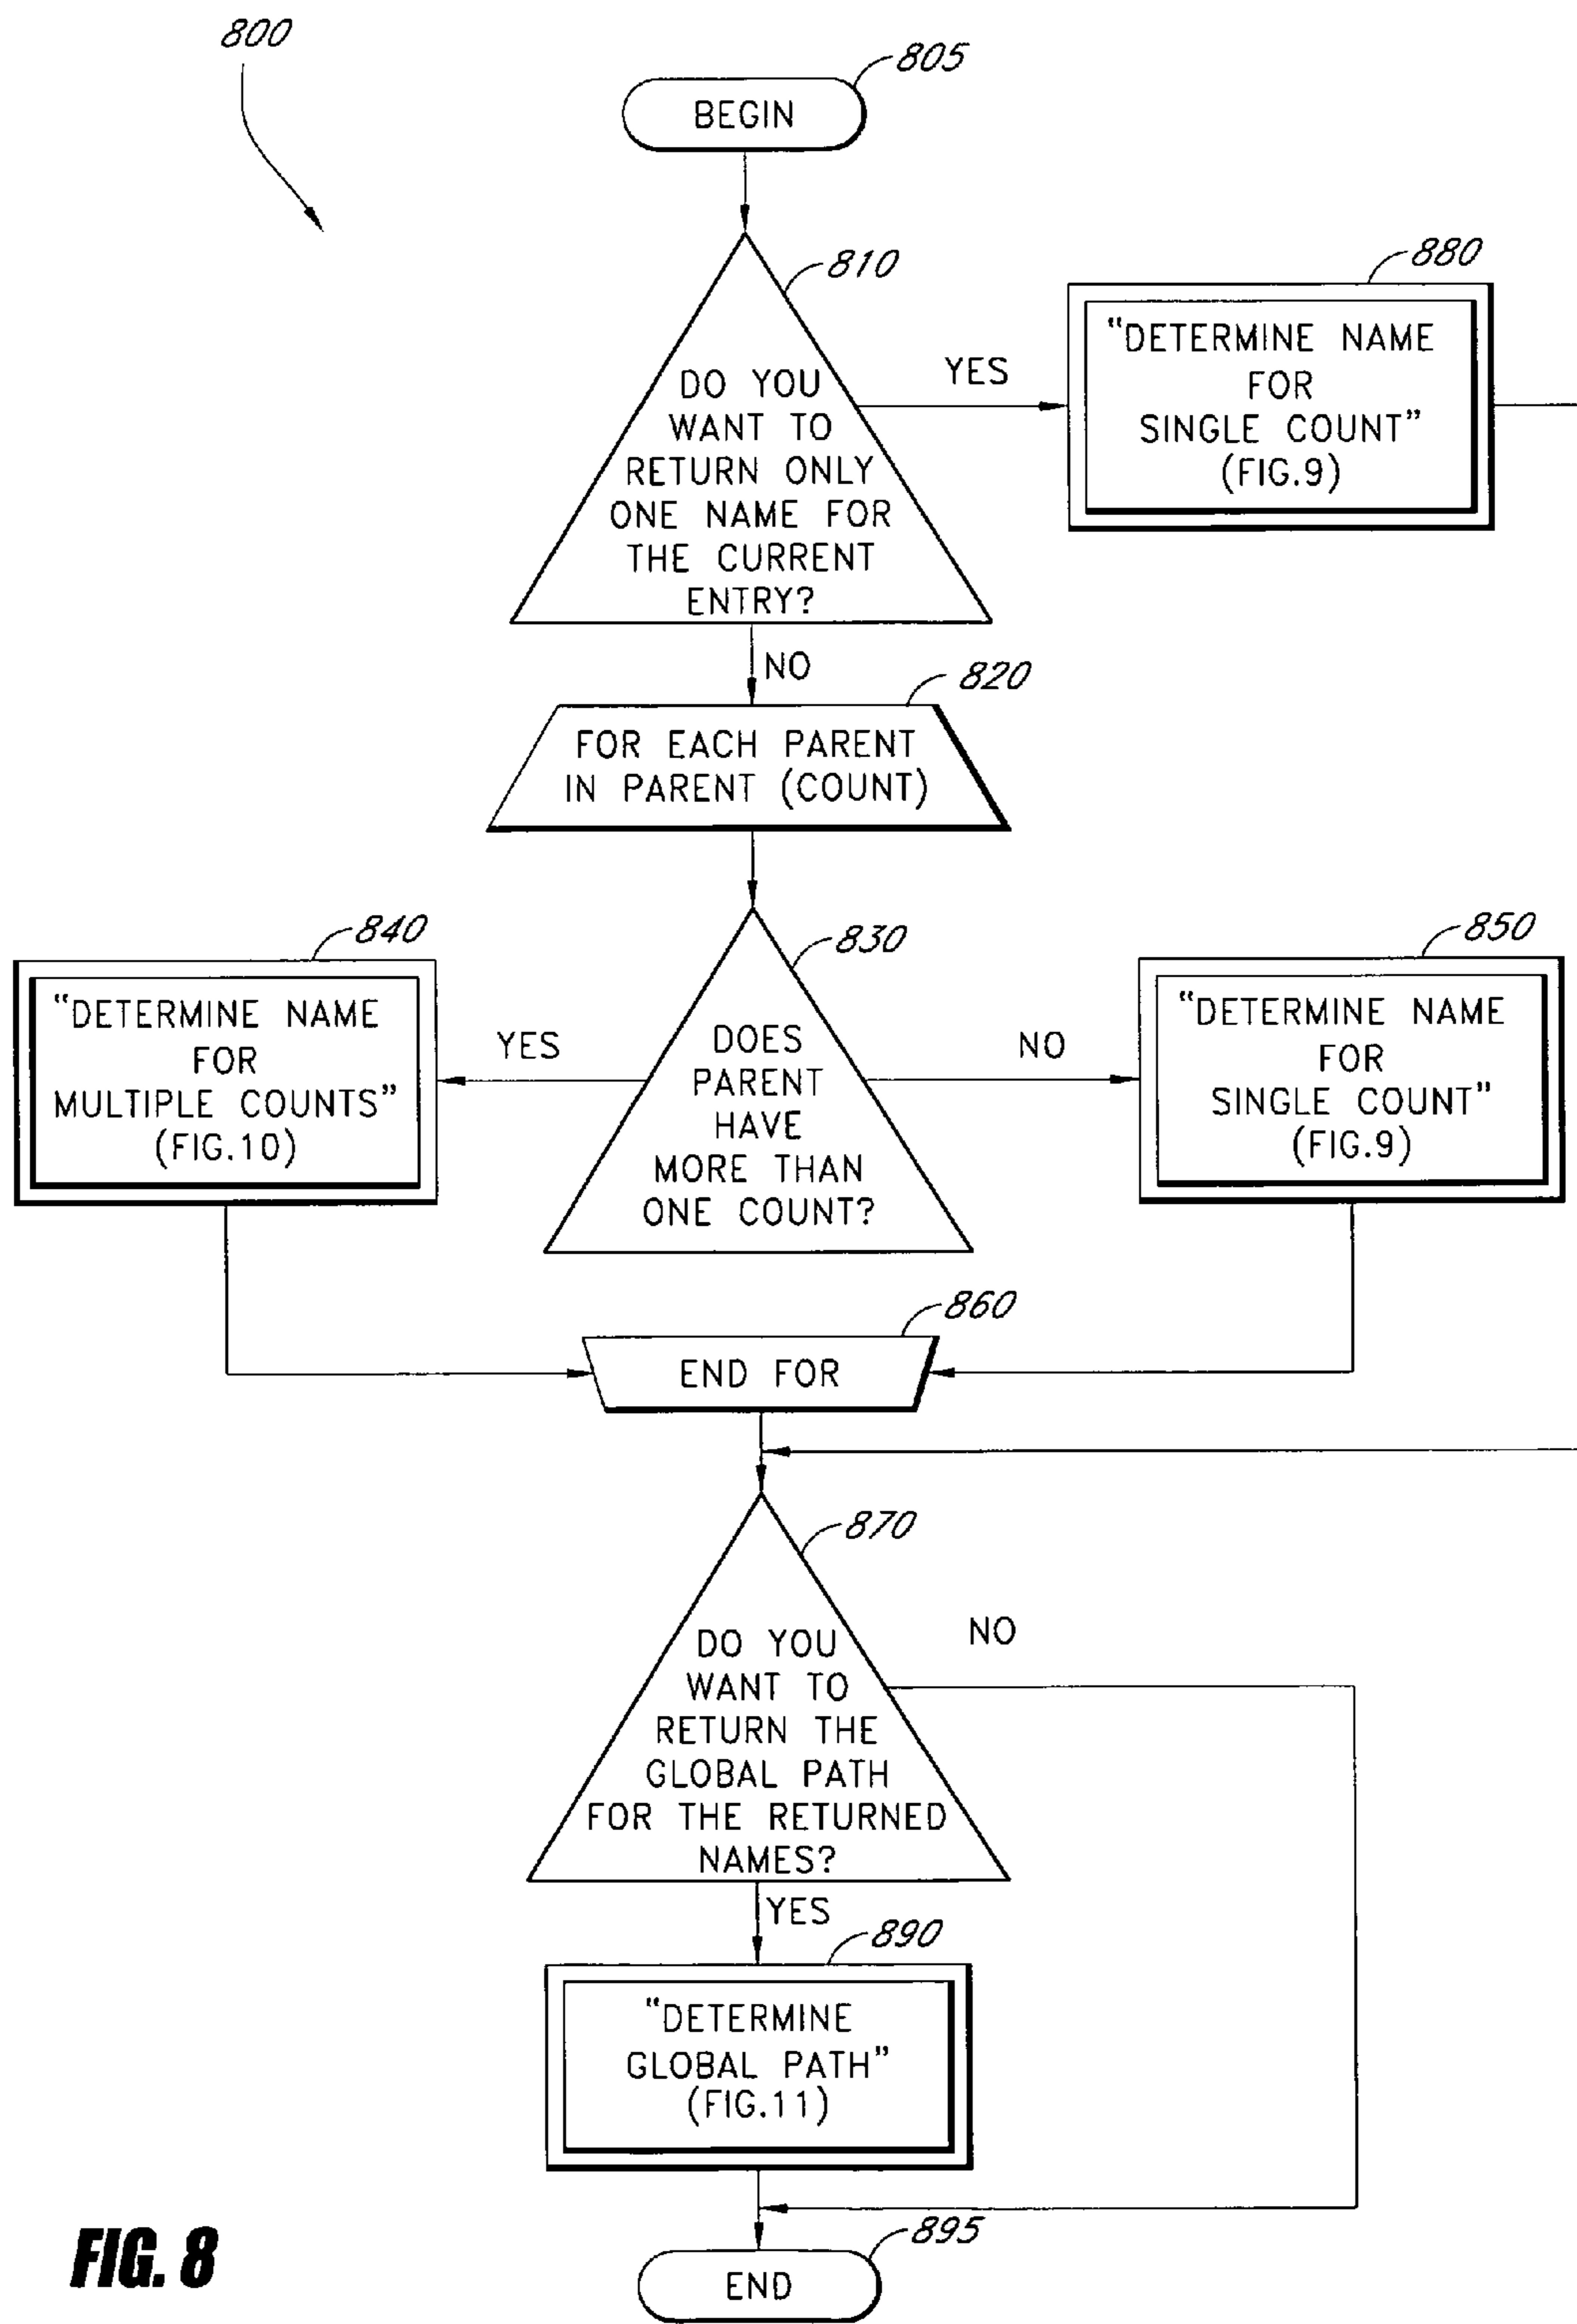 800
805
BEGIN
810
880
"DETERMINE NAME
FOR
SINGLE COUNT"
(FIG.9)
YES
DO YOU
WANT TO
RETURN ONLY
ONE NAME FOR
THE CURRENT
ENTRY?
NO
820
FOR EACH PARENT
IN PARENT (COUNT)
840
830
850
"DETERMINE NAME
FOR
MULTIPLE COUNTS"
(FIG.10)
YES
DOES
PARENT
HAVE
MORE THAN
ONE COUNT?
NO
"DETERMINE NAME
FOR
SINGLE COUNT"
(FIG.9)
860
END FOR
870
NO
DO YOU
WANT TO
RETURN THE
GLOBAL PATH
FOR THE RETURNED
NAMES?
YES
890
"DETERMINE
GLOBAL PATH"
(FIG.11)
895
END
FIG. 8